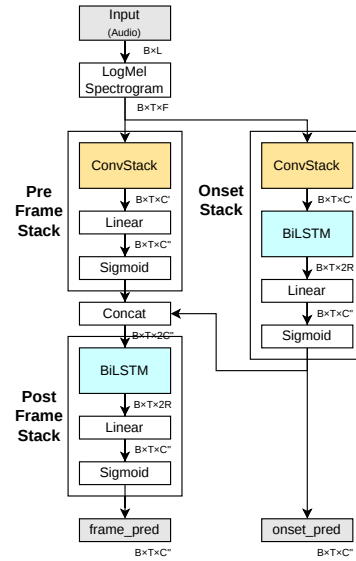 Input
(Audio)
B×L
LogMel
Spectrogram
B×T×F
Pre
Frame
Stack
ConvStack
B×T×C'
Linear
B×T×C"
Sigmoid
Onset
Stack
ConvStack
B×T×C'
BiLSTM
B×T×2R
Linear
B×T×C"
Sigmoid
Concat
B×T×2C"
Post
Frame
Stack
BiLSTM
B×T×2R
Linear
B×T×C"
Sigmoid
frame_pred
B×T×C"
onset_pred
B×T×C"